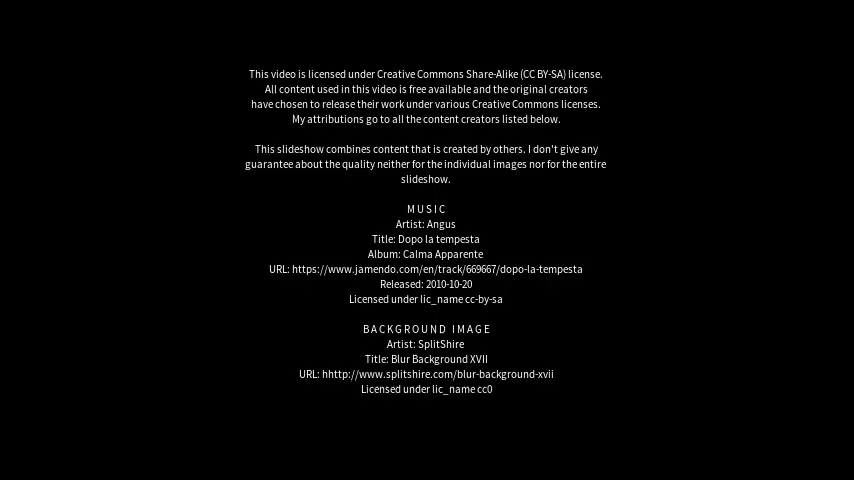 This video is licensed under Creative Commons Share-Alike (CC BY-SA) license.
All content used in this video is free available and the original creators
have chosen to release their work under various Creative Commons licenses.
My attributions go to all the content creators listed below.
This slideshow combines content that is created by others. I don't give any
guarantee about the quality neither for the individual images nor for the entire
slideshow.
MUSIC
Artist: Angus
Title: Dopo la tempesta
Album: Calma Apparente
URL: https://www.jamendo.com/en/track/669667/dopo-la-tempesta
Released: 2010-10-20
Licensed under lic_name cc-by-sa
BACKGROUND IMAGE
Artist: SplitShire
Title: Blur Background XVII
URL: hhttp://www.splitshire.com/blur-background-xvii
Licensed under lic_name cc0